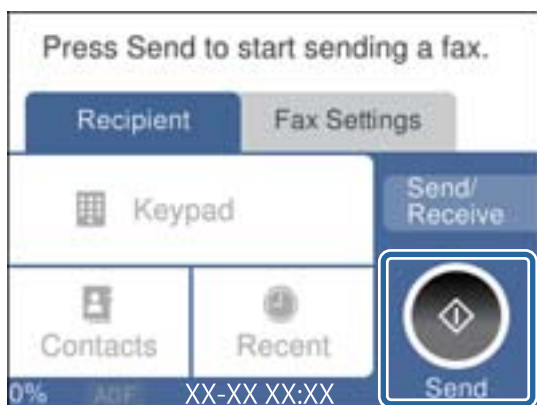 Press Send to start sending a fax.
Recipient
Fax Settings
Keypad
Send/
Receive
Contacts
Recent
0%
ADF
XX-XX XX:XX
Send